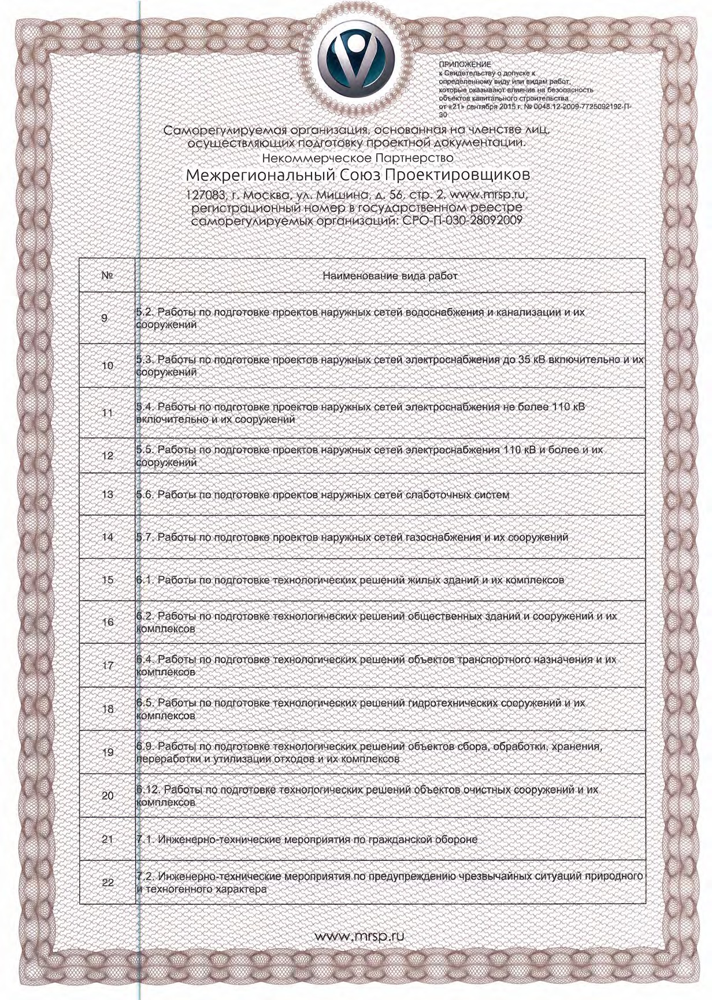 ПРИЛОЖЕНИЕ
к Свидетельству о допуске к
определенному виду или видам работ,
которые оказывают влияние на безопасность
объектов капитального строительства
от «21» сентября 2015 г. № 0048.12-2009-7725092192-П-
30
Саморегулируемая организация, основанная на членстве лиц,
осуществляющих подготовку проектной документации.
Некоммерческое Партнерство
Межрегиональный Союз Проектировщиков
127083, г. Москва, ул. Мишина, д. 56, стр. 2, www.mrsp.ru,
регистрационный номер в государственном реестре
саморегулируемых организаций: СРО-П-030-28092009
№ Наименование вида работ
9 5.2. Работы по подготовке проектов наружных сетей водоснабжения и канализации и их
сооружений
10 5.3. Работы по подготовке проектов наружных сетей электроснабжения до 35 кВ включительно и их
сооружений
11 5.4. Работы по подготовке проектов наружных сетей электроснабжения не более 110 кВ
включительно и их сооружений
12 5.5. Работы по подготовке проектов наружных сетей электроснабжения 110 кВ и более и их
сооружений
13 5.6. Работы по подготовке проектов наружных сетей слаботочных систем
14 5.7. Работы по подготовке проектов наружных сетей газоснабжения и их сооружений
15 6.1. Работы по подготовке технологических решений жилых зданий и их комплексов
16 6.2. Работы по подготовке технологических решений общественных зданий и сооружений и их
комплексов
17 6.4. Работы по подготовке технологических решений объектов транспортного назначения и их
комплексов
18 6.5. Работы по подготовке технологических решений гидротехнических сооружений и их
комплексов
19 6.9. Работы по подготовке технологических решений объектов сбора, обработки, хранения,
переработки и утилизации отходов и их комплексов
20 6.12. Работы по подготовке технологических решений объектов очистных сооружений и их
комплексов
21 7.1. Инженерно-технические мероприятия по гражданской обороне
22 7.2. Инженерно-технические мероприятия по предупреждению чрезвычайных ситуаций природного
и техногенного характера
www.mrsp.ru